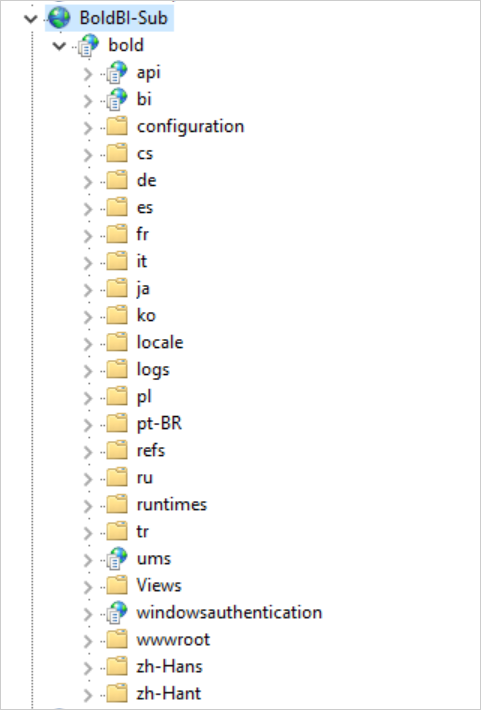 BoldBI-Sub
bold
api
bi
configuration
cs
de
es
fr
it
ja
ko
locale
logs
pl
pt-BR
refs
ru
runtimes
tr
ums
Views
windowsauthentication
wwwroot
zh-Hans
zh-Hant